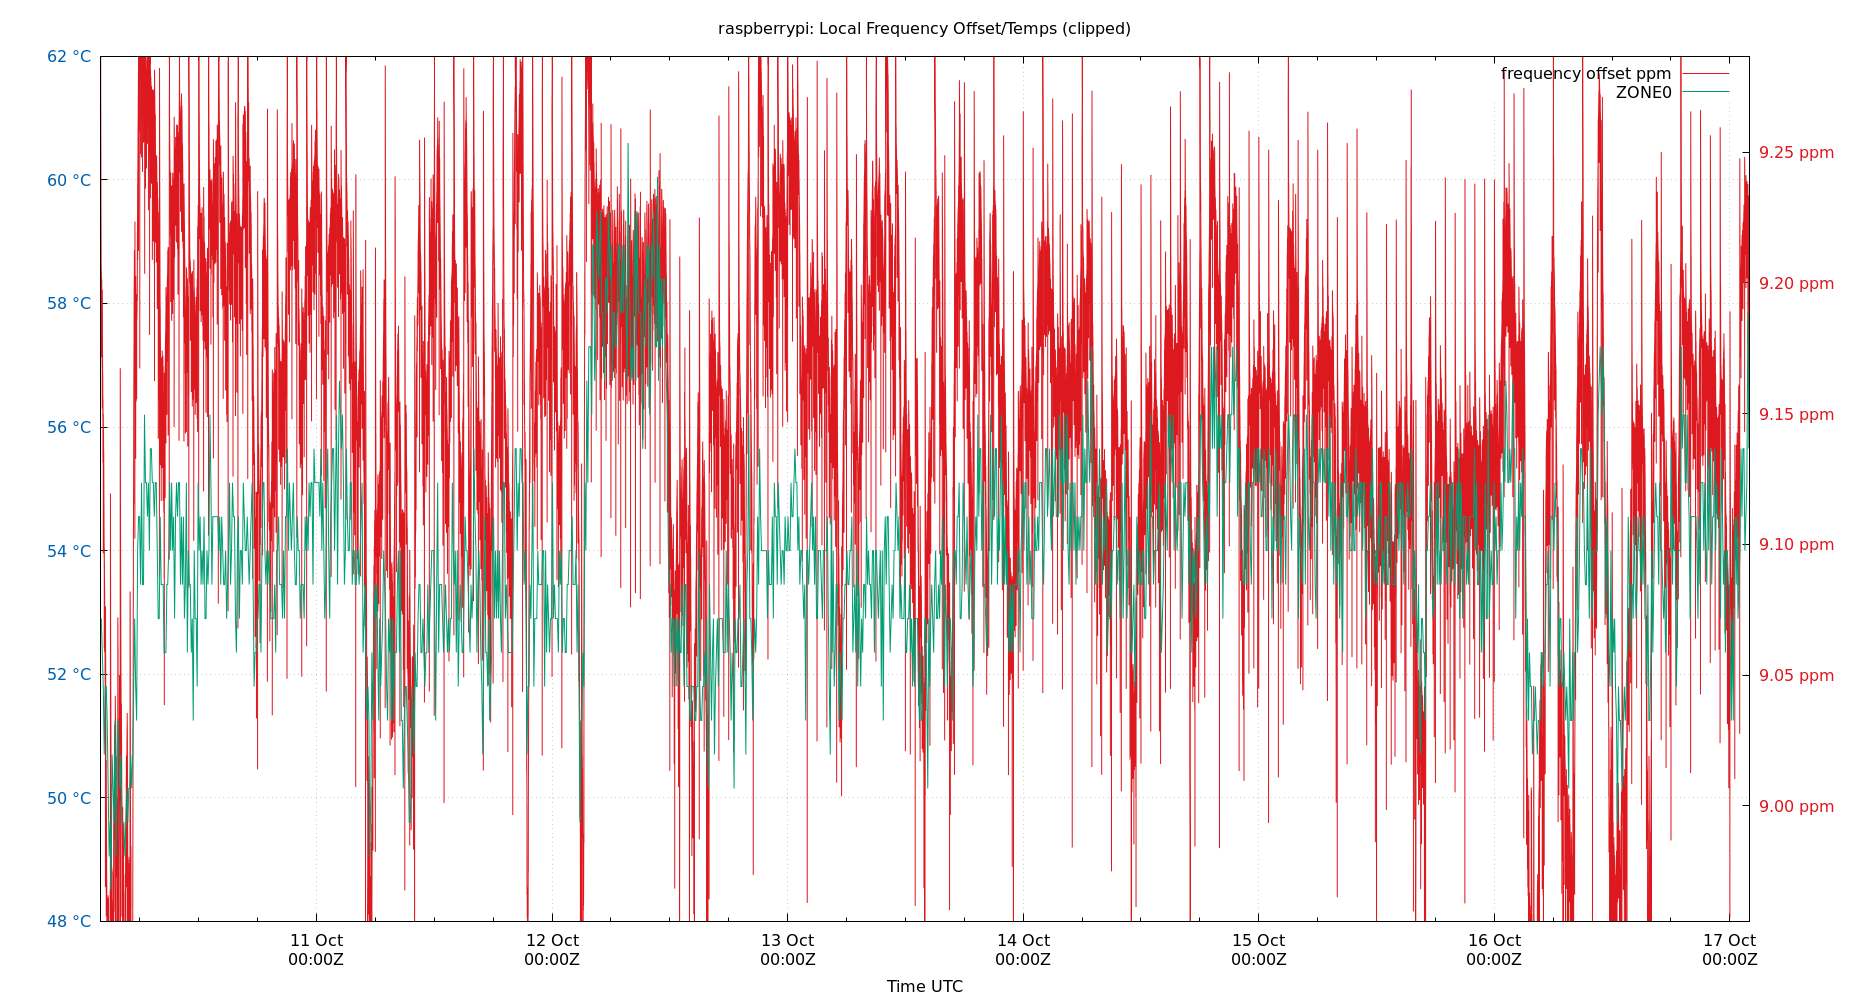 raspberrypi: Local Frequency Offset/Temps (clipped)
62 °C
60 °C
58 °C
56 °C
54 °C
52 °C
50 °C
48 °C
frequency offset ppm
ZONE0
9.25 ppm
9.20 ppm
9.15 ppm
9.10 ppm
9.05 ppm
9.00 ppm
11 Oct
00:00Z
12 Oct
00:00Z
13 Oct
00:00Z
14 Oct
00:00Z
15 Oct
00:00Z
16 Oct
00:00Z
17 Oct
00:00Z
Time UTC